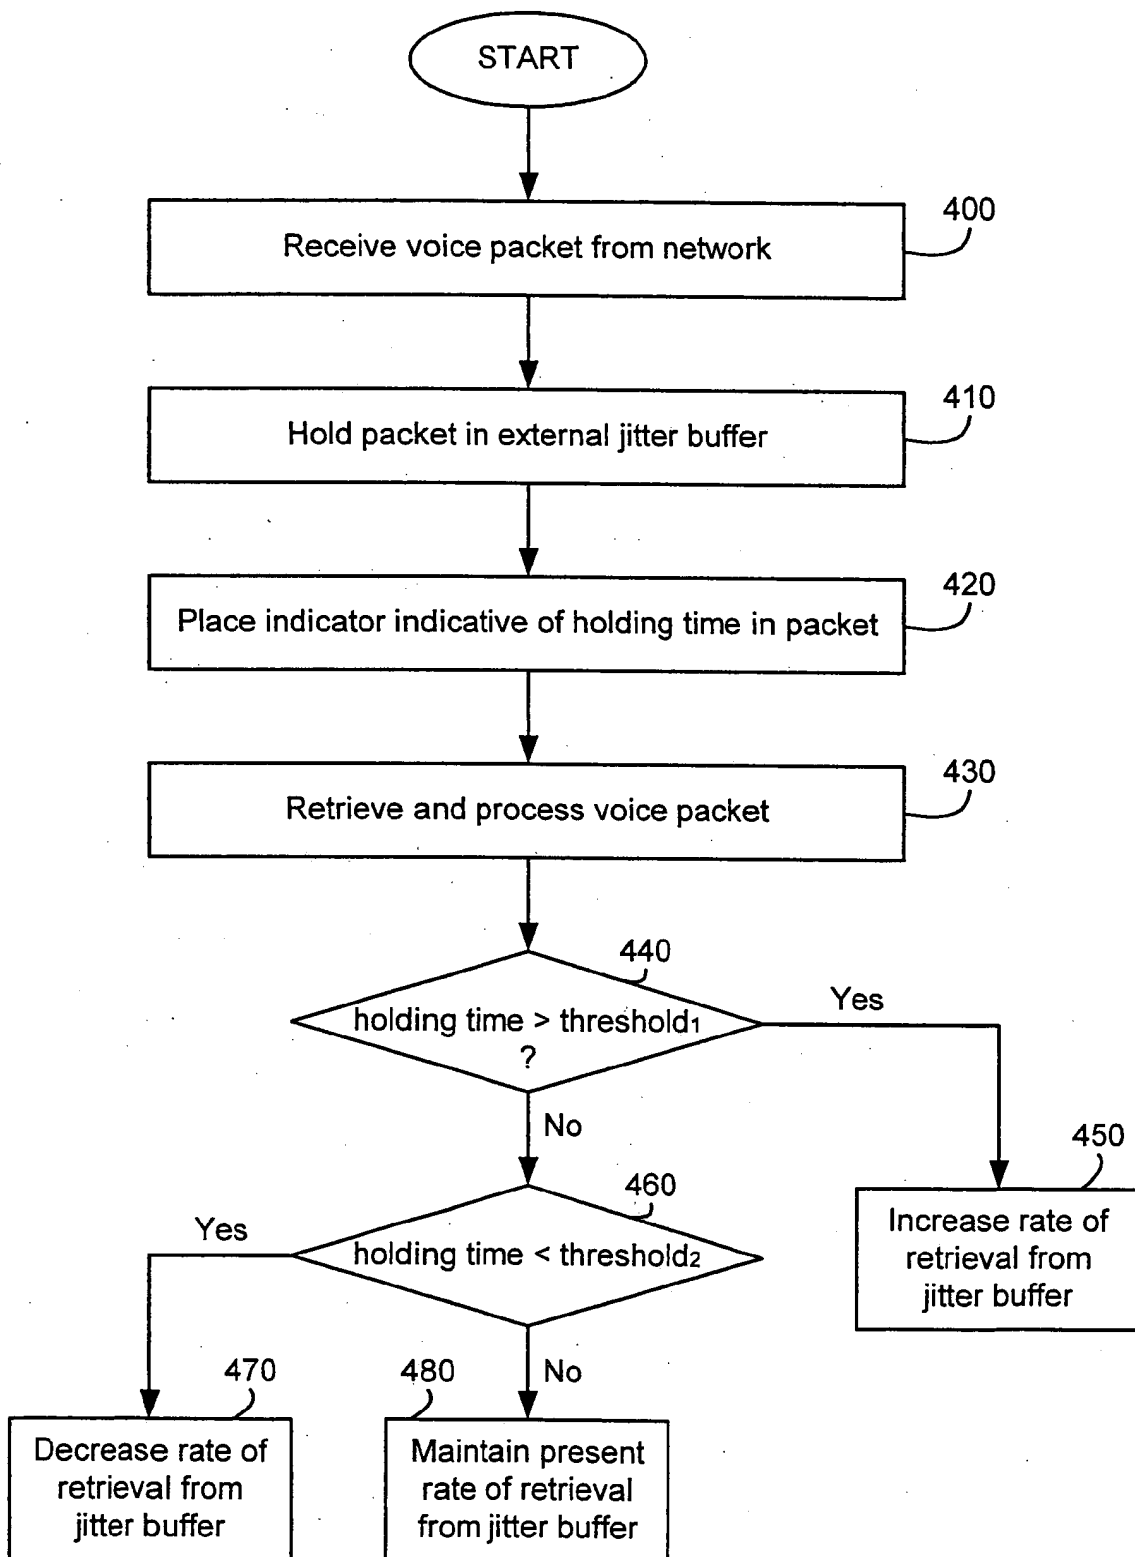 START
400
Receive voice packet from network
410
Hold packet in external jitter buffer
420
Place indicator indicative of holding time in packet
430
Retrieve and process voice packet
440
holding time > threshold1
?
Yes
No
450
Increase rate of
retrieval from
jitter buffer
460
holding time < threshold2
Yes
No
470
Decrease rate of
retrieval from
jitter buffer
480
Maintain present
rate of retrieval
from jitter buffer